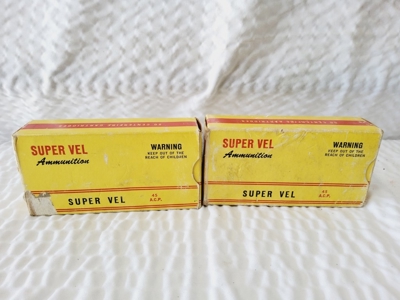 SUPER VEL
Ammunition
WARNING
KEEP OUT OF THE
REACH OF CHILDREN
SUPER VEL
45
A.C.P.
SUPER VEL
Ammunition
WARNING
KEEP OUT OF THE
REACH OF CHILDREN
SUPER VEL
45
A.C.P.